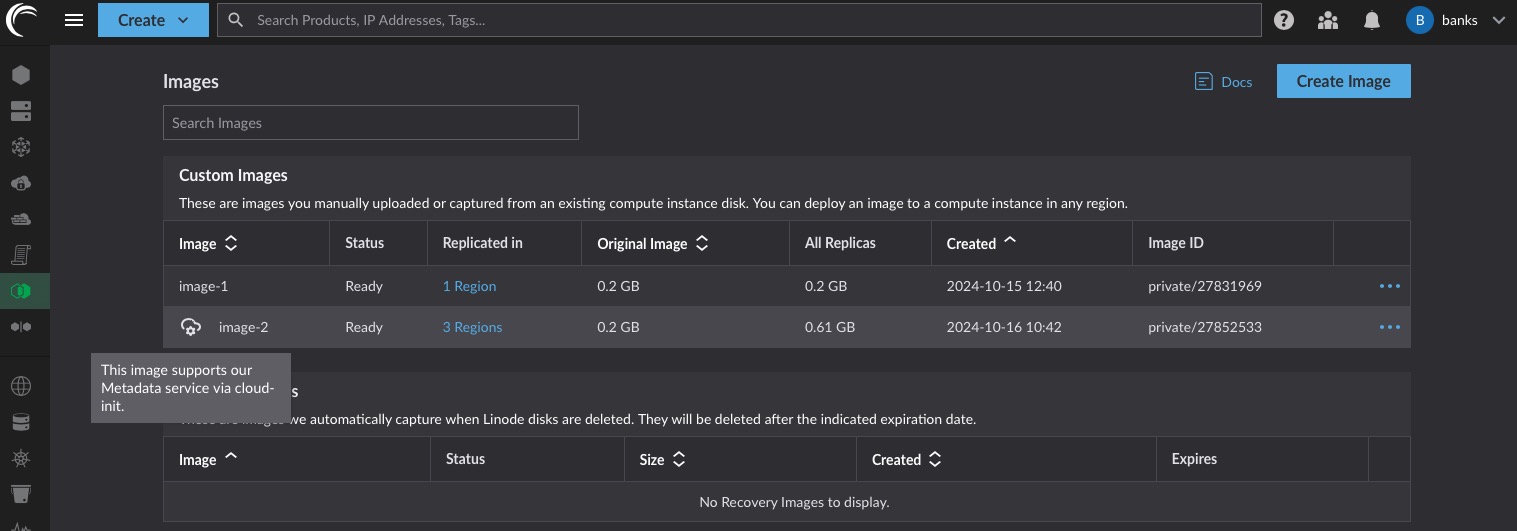 Create
Search Products, IP Addresses, Tags...
B banks
Images
Docs
Create Image
Search Images
Custom Images
These are images you manually uploaded or captured from an existing compute instance disk. You can deploy an image to a compute instance in any region.
Image Status Replicated in Original Image All Replicas Created Image ID
image-1 Ready 1 Region 0.2 GB 0.2 GB 2024-10-15 12:40 private/27831969
image-2 Ready 3 Regions 0.2 GB 0.61 GB 2024-10-16 10:42 private/27852533
This image supports our
Metadata service via cloud-
init.
we automatically capture when Linode disks are deleted. They will be deleted after the indicated expiration date.
Image Status Size Created Expires
No Recovery Images to display.